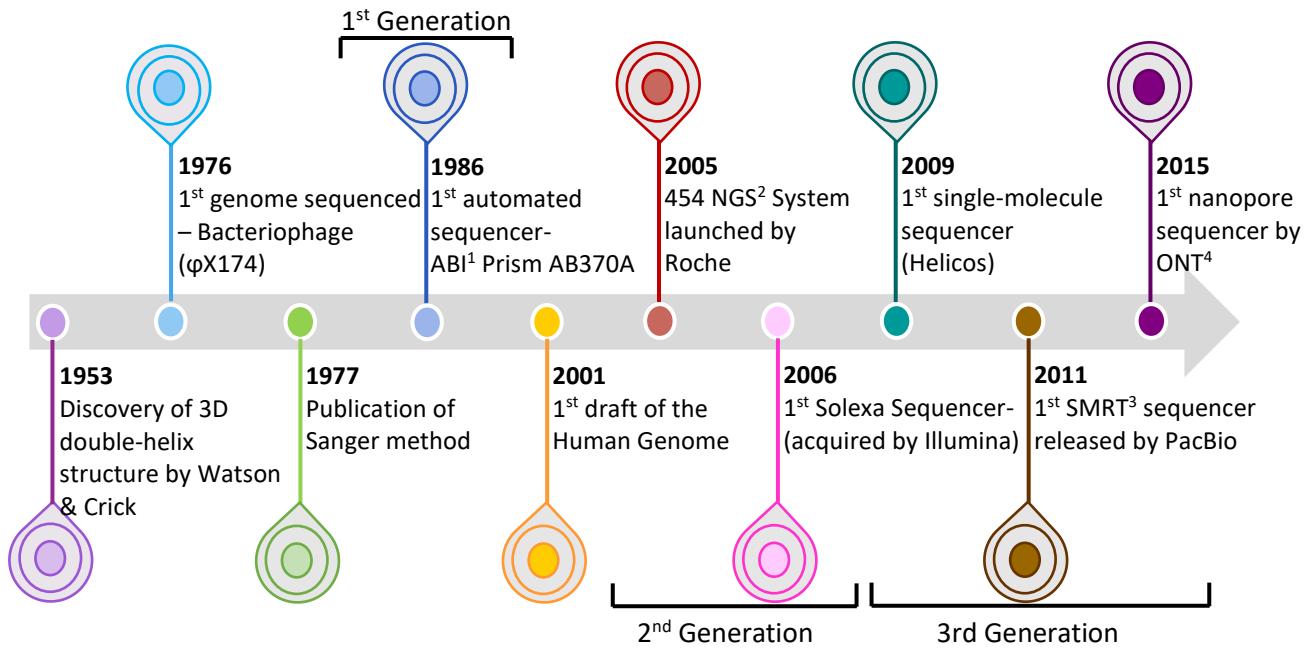 1st Generation
1976
1st genome sequenced
– Bacteriophage
(φX174)
1986
1st automated
sequencer-
ABI1 Prism AB370A
2005
454 NGS2 System
launched by
Roche
2009
1st single-molecule
sequencer
(Helicos)
2015
1st nanopore
sequencer by
ONT4
1953
Discovery of 3D
double-helix
structure by Watson
& Crick
1977
Publication of
Sanger method
2001
1st draft of the
Human Genome
2006
1st Solexa Sequencer-
(acquired by Illumina)
2011
1st SMRT3 sequencer
released by PacBio
2nd Generation
3rd Generation